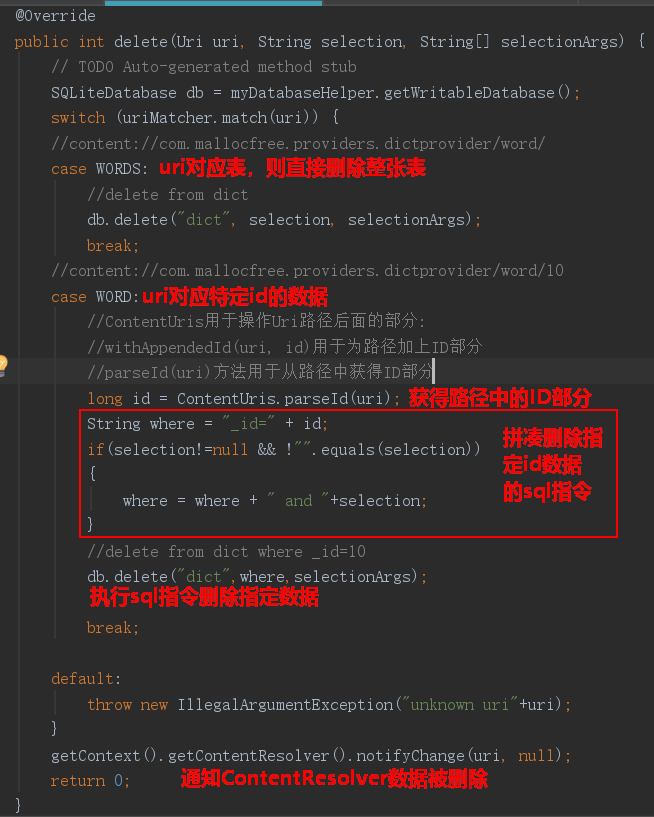 @Override
public int delete(Uri uri, String selection, String[] selectionArgs) {
// TODO Auto-generated method stub
SQLiteDatabase db = myDatabaseHelper.getWritableDatabase();
switch (uriMatcher.match(uri)) {
//content://com.mallocfree.providers.dictprovider/word/
case WORDS: uri对应表，则直接删除整张表
//delete from dict
db.delete("dict", selection, selectionArgs);
break;
//content://com.mallocfree.providers.dictprovider/word/10
case WORD:uri对应特定id的数据
//ContentUris用于操作Uri路径后面的部分:
//withAppendedId(uri, id)用于为路径加上ID部分
//parseId(uri)方法用于从路径中获得ID部分
long id = ContentUris.parseId(uri); 获得路径中的ID部分
String where = "_id=" + id;
if(selection!=null && !"".equals(selection))
{
where = where + " and "+selection;
}
拼凑删除指
定id数据
的sql指令
//delete from dict where _id=10
db.delete("dict",where,selectionArgs);
执行sql指令删除指定数据
break;
default:
throw new IllegalArgumentException("unknown uri"+uri);
}
getContext().getContentResolver().notifyChange(uri, null);
return 0; 通知ContentResolver数据被删除
}